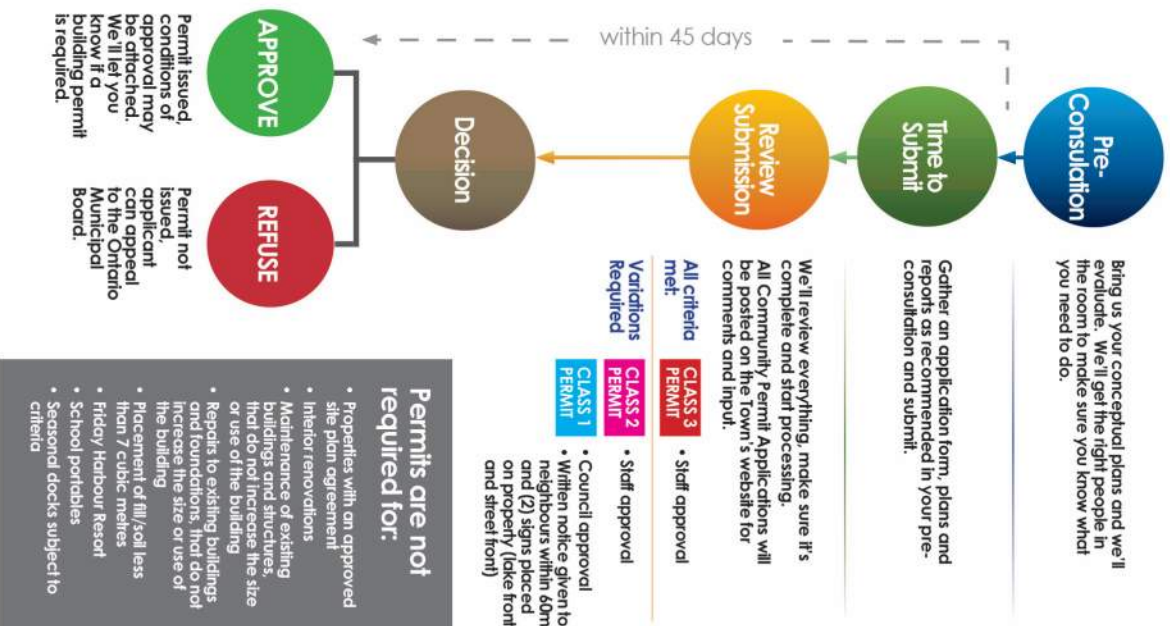 Pre-
Consulation
Bring us your conceptual plans and we'll
evaluate. We'll get the right people in
the room to make sure you know what
you need to do.
Time to
Submit
Gather an application form, plans and
reports as recommended in your pre-
consultation and submit.
Review
Submission
We'll review everything, make sure it's
complete and start processing.
All Community Permit Applications will
be posted on the Town's website for
comments and input.
All criteria
met:
CLASS 3
PERMIT
• Staff approval
Variations
Required
CLASS 2
PERMIT
• Staff approval
CLASS 1
PERMIT
• Council approval
• Written notice given to
neighbours within 60m
and (2) signs placed
on property (lake front
and street front)
within 45 days
Decision
APPROVE
Permit issued,
conditions of
approval may
be attached.
We'll let you
know if a
building permit
is required.
REFUSE
Permit not
issued,
applicant
can appeal
to the Ontario
Municipal
Board.
Permits are not
required for:
• Properties with an approved
site plan agreement
• Interior renovations
• Maintenance of existing
buildings and structures,
that do not increase the size
or use of the building
• Repairs to existing buildings
and foundations, that do not
increase the size or use of
the building
• Placement of fill/soil less
than 7 cubic metres
• Friday Harbour Resort
• School portables
• Seasonal docks subject to
criteria